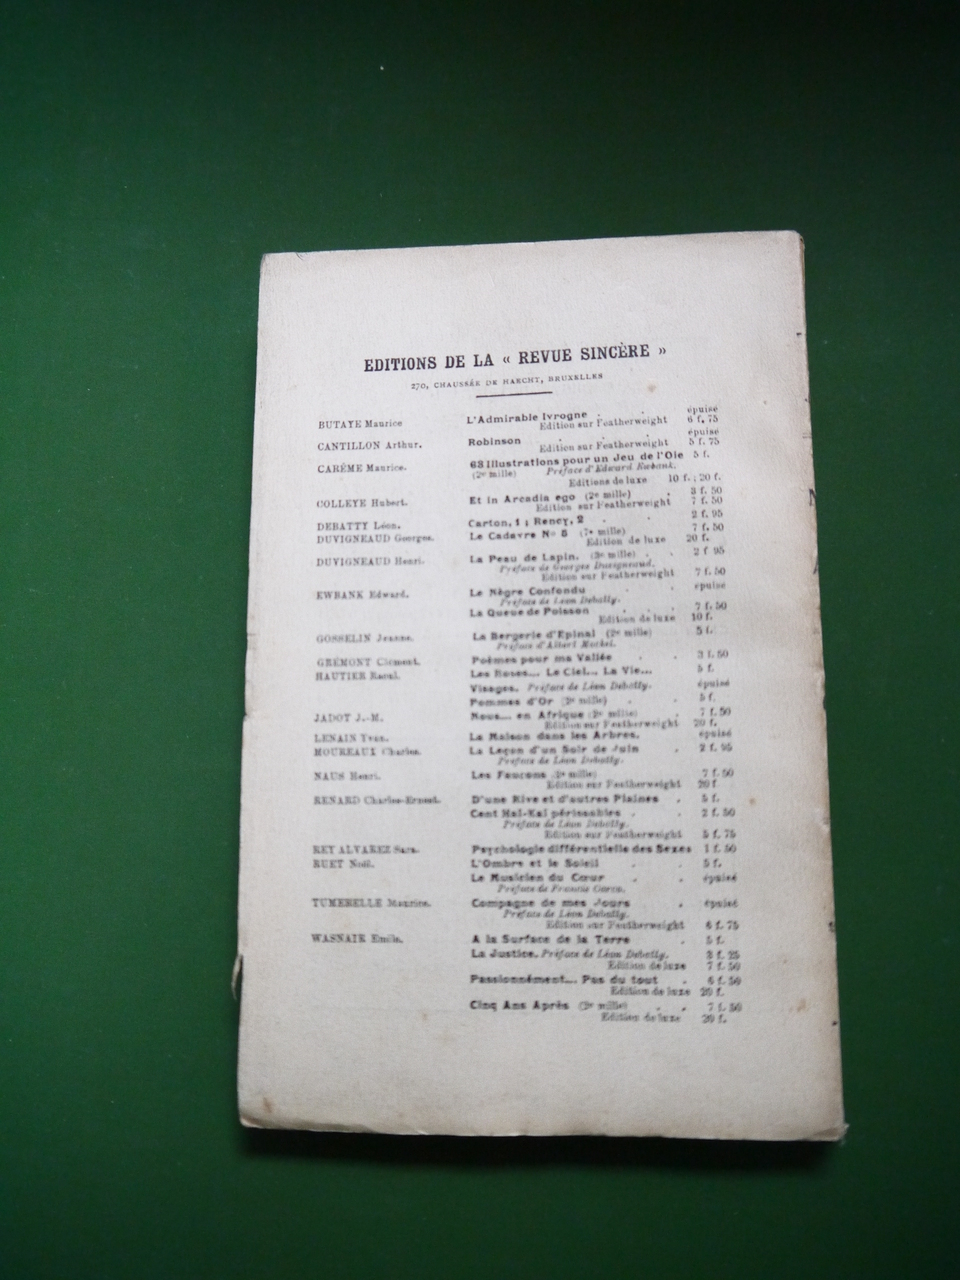 EDITIONS DE LA « REVUE SINCÈRE »
270, CHAUSSÉE DE HAECHT, BRUXELLES
BUTAYE Maurice L'Admirable Ivrogne . . épuisé
Edition sur Featherweight 6 f. 75
CANTILLON Arthur. Robinson . . . épuisé
Edition sur Featherweight 5 f. 75
CARÊME Maurice. 63 Illustrations pour un Jeu de l'Oie 5 f.
(2e mille) Préface d'Edward Ewbank.
Editions de luxe 10 f. ; 20 f.
COLLEYE Hubert. Et in Arcadia ego (2e mille) . 3 f. 50
Edition sur Featherweight 7 f. 50
DEBATTY Léon. Carton, 1 ; Rency, 2 . . 2 f. 95
DUVIGNEAUD Georges. Le Cadavre No 5 (7e mille) 7 f. 50
Edition de luxe 20 f.
DUVIGNEAUD Henri. La Peau de Lapin. (3e mille) . . 2 f 95
Préface de Georges Duvigneaud.
Edition sur Featherweight 7 f. 50
EWBANK Edward. Le Nègre Confondu . . épuisé
Préface de Léon Debatty.
La Queue de Poisson . . . 7 f. 50
Edition de luxe 10 f.
GOSSELIN Jeanne. La Bergerie d'Epinal (2e mille) . 5 f.
Préface d'Albert Mockel.
GRÉMONT Clément. Poèmes pour ma Vallée . . 3 f. 50
HAUTIER Raoul. Les Roses... Le Ciel... La Vie... 5 f.
Visages. Préface de Léon Debatty. épuisé
Pommes d'Or (2e mille) . . 5 f.
JADOT J.-M. Nous... en Afrique (2e mille) . 7 f. 50
Edition sur Featherweight 20 f.
LENAIN Yvan. La Maison dans les Arbres. épuisé
MOUREAUX Charles. La Leçon d'un Soir de Juin . 2 f. 95
Préface de Léon Debatty.
NAUS Henri. Les Faucons (2e mille) 7 f. 50
Edition sur Featherweight 20 f
RENARD Charles-Ernest. D'une Rive et d'autres Plaines . 5 f.
Cent Haï-Kaï périssables . . 2 f. 50
Préface de Léon Debatty.
Edition sur Featherweight 5 f. 75
REY ALVAREZ Sara. Psychologie différentielle des Sexes 1 f. 50
RUET Noël. L'Ombre et le Soleil . . 5 f.
Le Musicien du Cœur . . épuisé
Préface de Francis Carco.
TUMERELLE Maurice. Compagne de mes Jours . épuisé
Préface de Léon Debatty.
Edition sur Featherweight 6 f. 75
WASNAIR Emile. A la Surface de la Terre . 5 f.
La Justice. Préface de Léon Debatty. 3 f. 25
Edition de luxe 7 f. 50
Passionnément... Pas du tout . 6 f. 50
Edition de luxe 20 f.
Cinq Ans Après (2e mille) . . 7 f. 50
Edition de luxe 20 f.